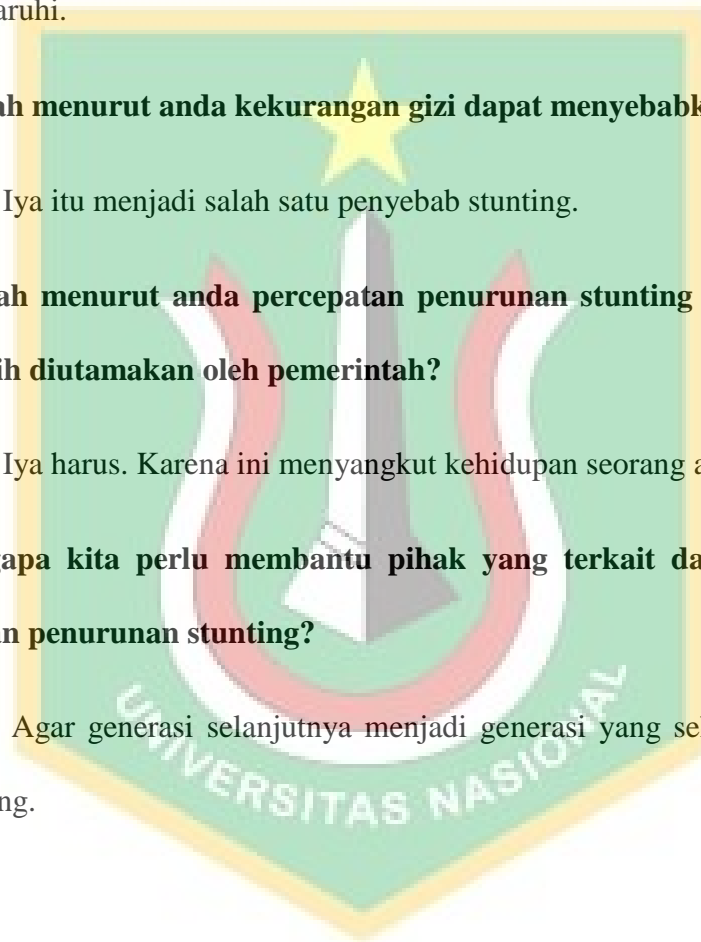 aruhi.
ah menurut anda kekurangan gizi dapat menyebabk
Iya itu menjadi salah satu penyebab stunting.
ah menurut anda percepatan penurunan stunting
ih diutamakan oleh pemerintah?
Iya harus. Karena ini menyangkut kehidupan seorang a
gapa kita perlu membantu pihak yang terkait da
an penurunan stunting?
Agar generasi selanjutnya menjadi generasi yang se
ng.
UNIVERSITAS NASIONAL